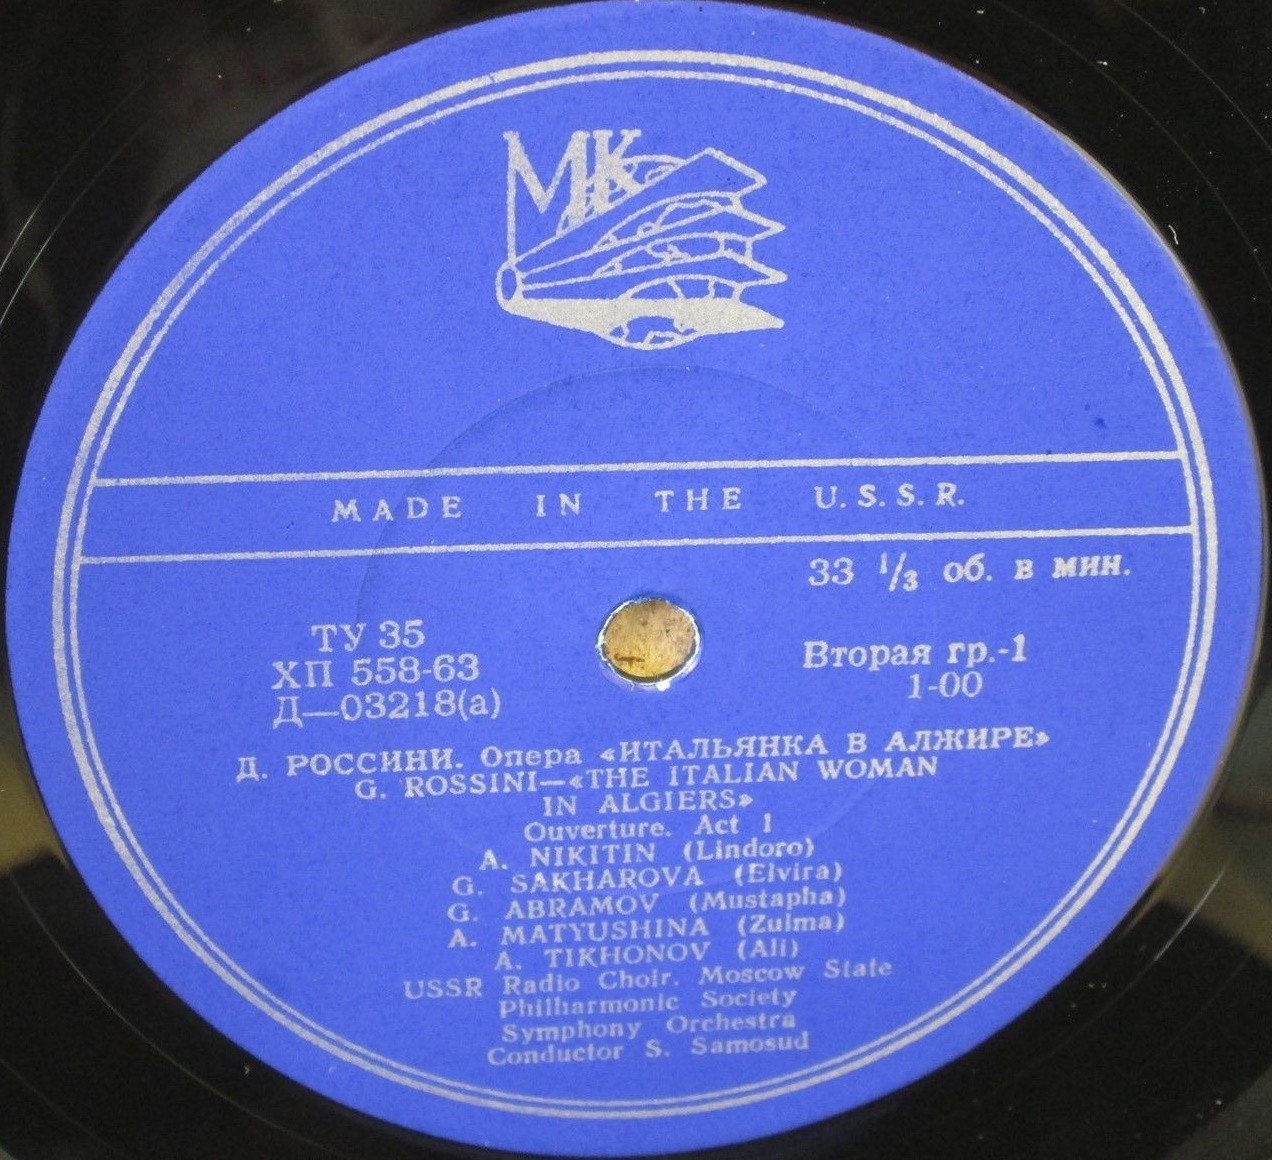 МК
MADE IN THE U.S.S.R.
33 1/3 об. в мин.
ТУ 35
ХП 558-63
Д—03218(а)
Вторая гр.-1
1-00
Д. РОССИНИ. Опера «ИТАЛЬЯНКА В АЛЖИРЕ»
G. ROSSINI—«THE ITALIAN WOMAN
IN ALGIERS»
Ouverture. Act 1
A. NIKITIN (Lindoro)
G. SAKHAROVA (Elvira)
G. ABRAMOV (Mustapha)
A. MATYUSHINA (Zulma)
A. TIKHONOV (Ali)
USSR Radio Choir. Moscow State
Philharmonic Society
Symphony Orchestra
Conductor S. Samosud